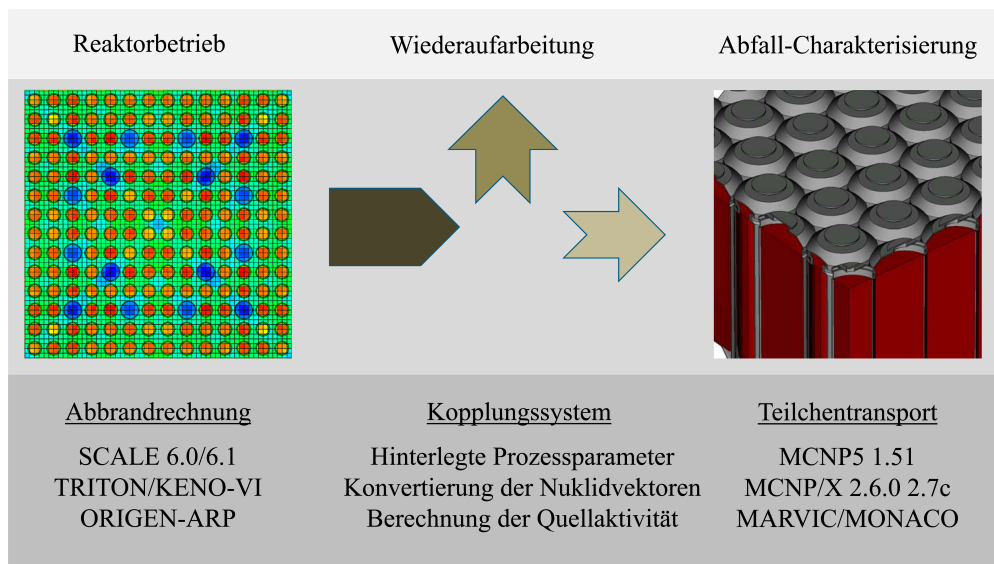 Reaktorbetrieb
Wiederaufarbeitung
Abfall-Charakterisierung
Abbrandrechnung
SCALE 6.0/6.1
TRITON/KENO-VI
ORIGEN-ARP
Kopplungssystem
Hinterlegte Prozessparameter
Konvertierung der Nuklidvektoren
Berechnung der Quellaktivität
Teilchentransport
MCNP5 1.51
MCNP/X 2.6.0 2.7c
MARVIC/MONACO